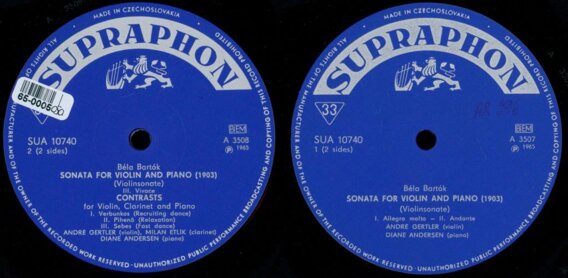 MADE IN CZECHOSLOVAKIA
ALL RIGHTS OF THE MANUFACTURER AND OF THE OWNER OF THE RECORDED WORK RESERVED · UNAUTHORIZED PUBLIC PERFORMANCE BROADCASTING AND COPYING OF THIS RECORD PROHIBITED
SUPRAPHON
65-0005
SUA 10740
2 (2 sides)
BIEM
A 3508
Ⓟ 1965
Béla Bartók
SONATA FOR VIOLIN AND PIANO (1903)
(Violinsonate)
III. Vivace
CONTRASTS
for Violin, Clarinet and Piano
I. Verbunkos (Recruiting dance)
II. Pihenő (Relaxation)
III. Sebes (Fast dance)
ANDRE GERTLER (violin), MILAN ETLIK (clarinet)
DIANE ANDERSEN (piano)
MADE IN CZECHOSLOVAKIA
ALL RIGHTS OF THE MANUFACTURER AND OF THE OWNER OF THE RECORDED WORK RESERVED · UNAUTHORIZED PUBLIC PERFORMANCE BROADCASTING AND COPYING OF THIS RECORD PROHIBITED
SUPRAPHON
33
SUA 10740
1 (2 sides)
BIEM
A 3507
Ⓟ 1965
Béla Bartók
SONATA FOR VIOLIN AND PIANO (1903)
(Violinsonate)
I. Allegro molto – II. Andante
ANDRE GERTLER (violin)
DIANE ANDERSEN (piano)